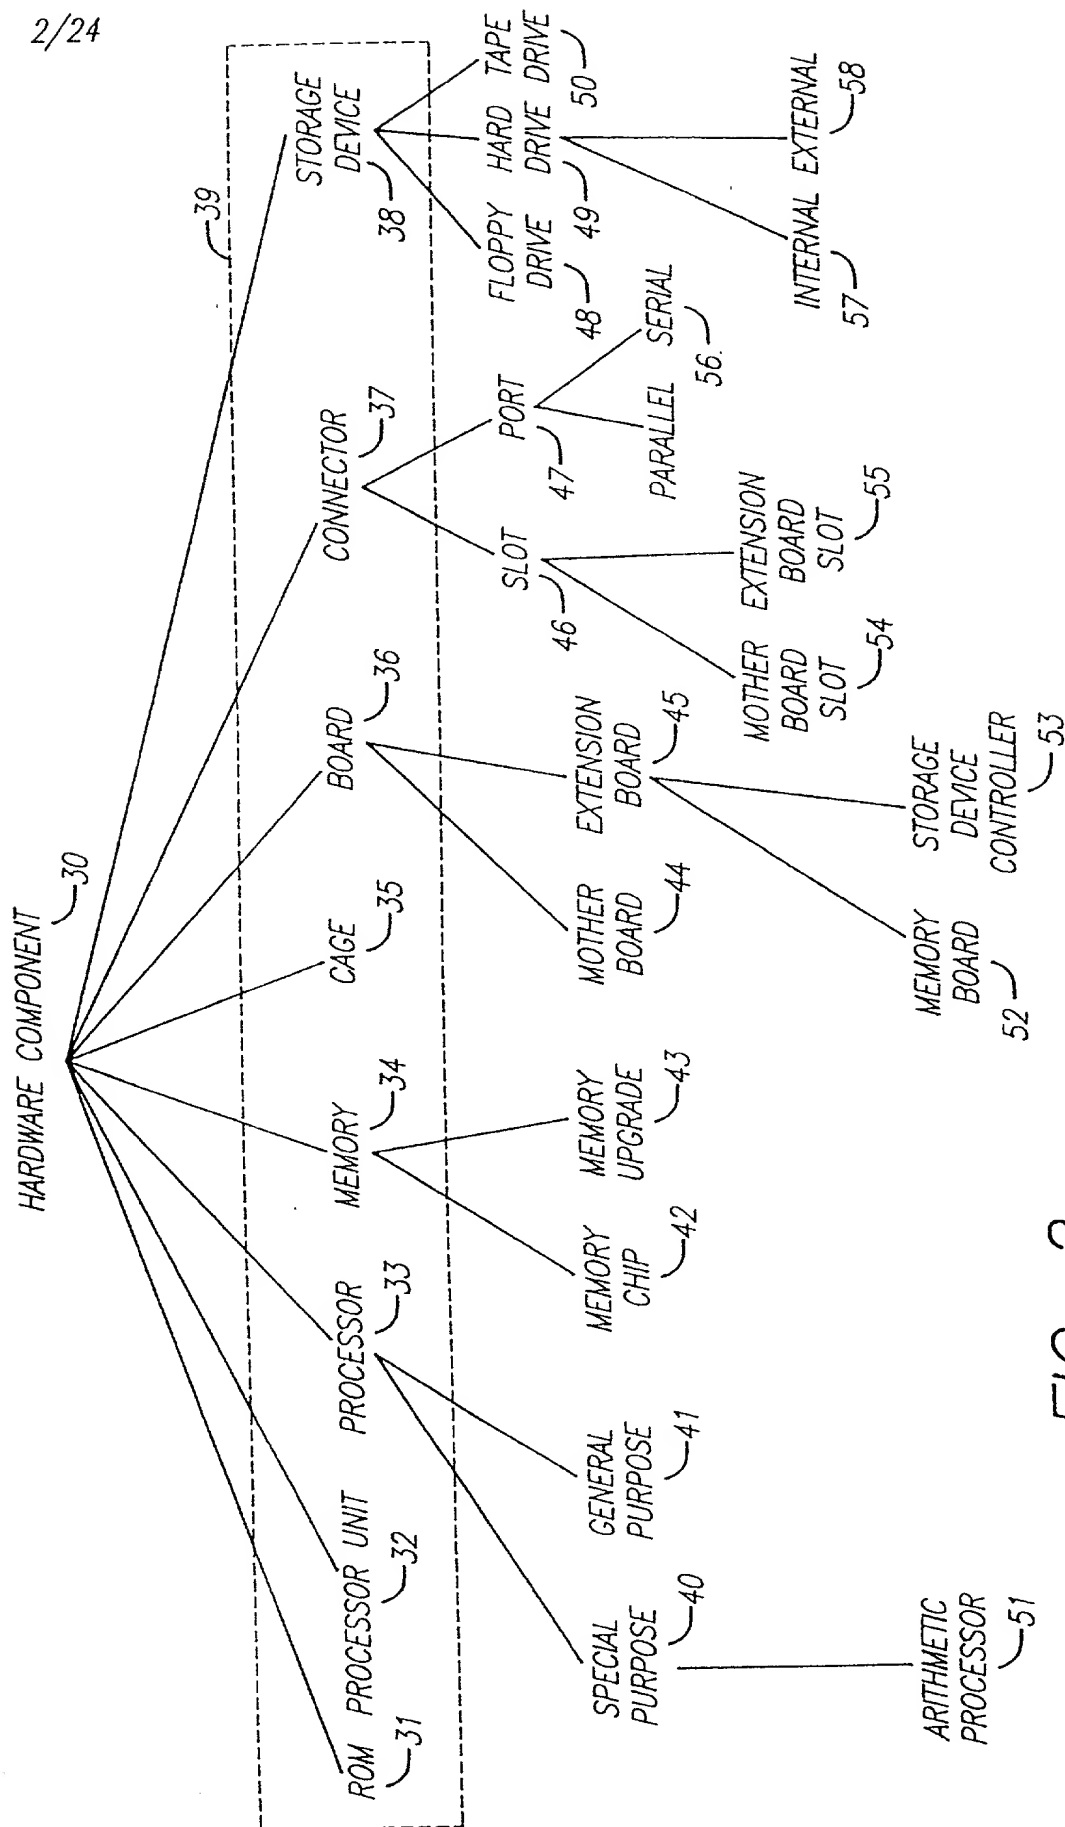 2/24
HARDWARE COMPONENT
30
39
ROM
31
PROCESSOR UNIT
32
PROCESSOR
33
MEMORY
34
CAGE
35
BOARD
36
CONNECTOR
37
STORAGE
DEVICE
38
SPECIAL
PURPOSE
40
GENERAL
PURPOSE
41
MEMORY
CHIP
42
MEMORY
UPGRADE
43
MOTHER
BOARD
44
EXTENSION
BOARD
45
SLOT
46
PORT
47
FLOPPY
DRIVE
48
HARD
DRIVE
49
TAPE
DRIVE
50
ARITHMETIC
PROCESSOR
51
MEMORY
BOARD
52
STORAGE
DEVICE
CONTROLLER
53
MOTHER
BOARD
SLOT
54
EXTENSION
BOARD
SLOT
55
PARALLEL
SERIAL
56.
INTERNAL
57
EXTERNAL
58